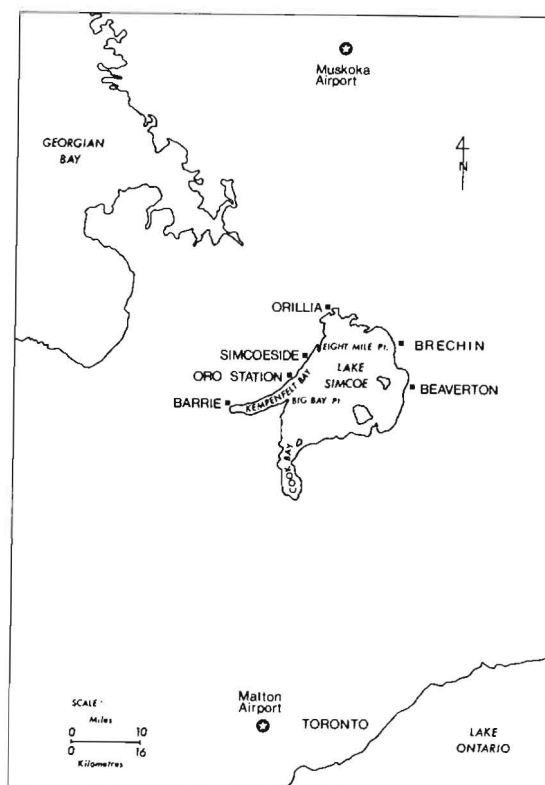 Muskoka
Airport
GEORGIAN
BAY
N
ORILLIA
EIGHT MILE Pt.
BRECHIN
SIMCOESIDE
LAKE
SIMCOE
ORO STATION
BEAVERTON
KEMPENFELT BAY
BARRIE
BIG BAY Pt
COOK BAY
Malton
Airport
TORONTO
LAKE
ONTARIO
SCALE:
Miles
0 10
0 16
Kilometres